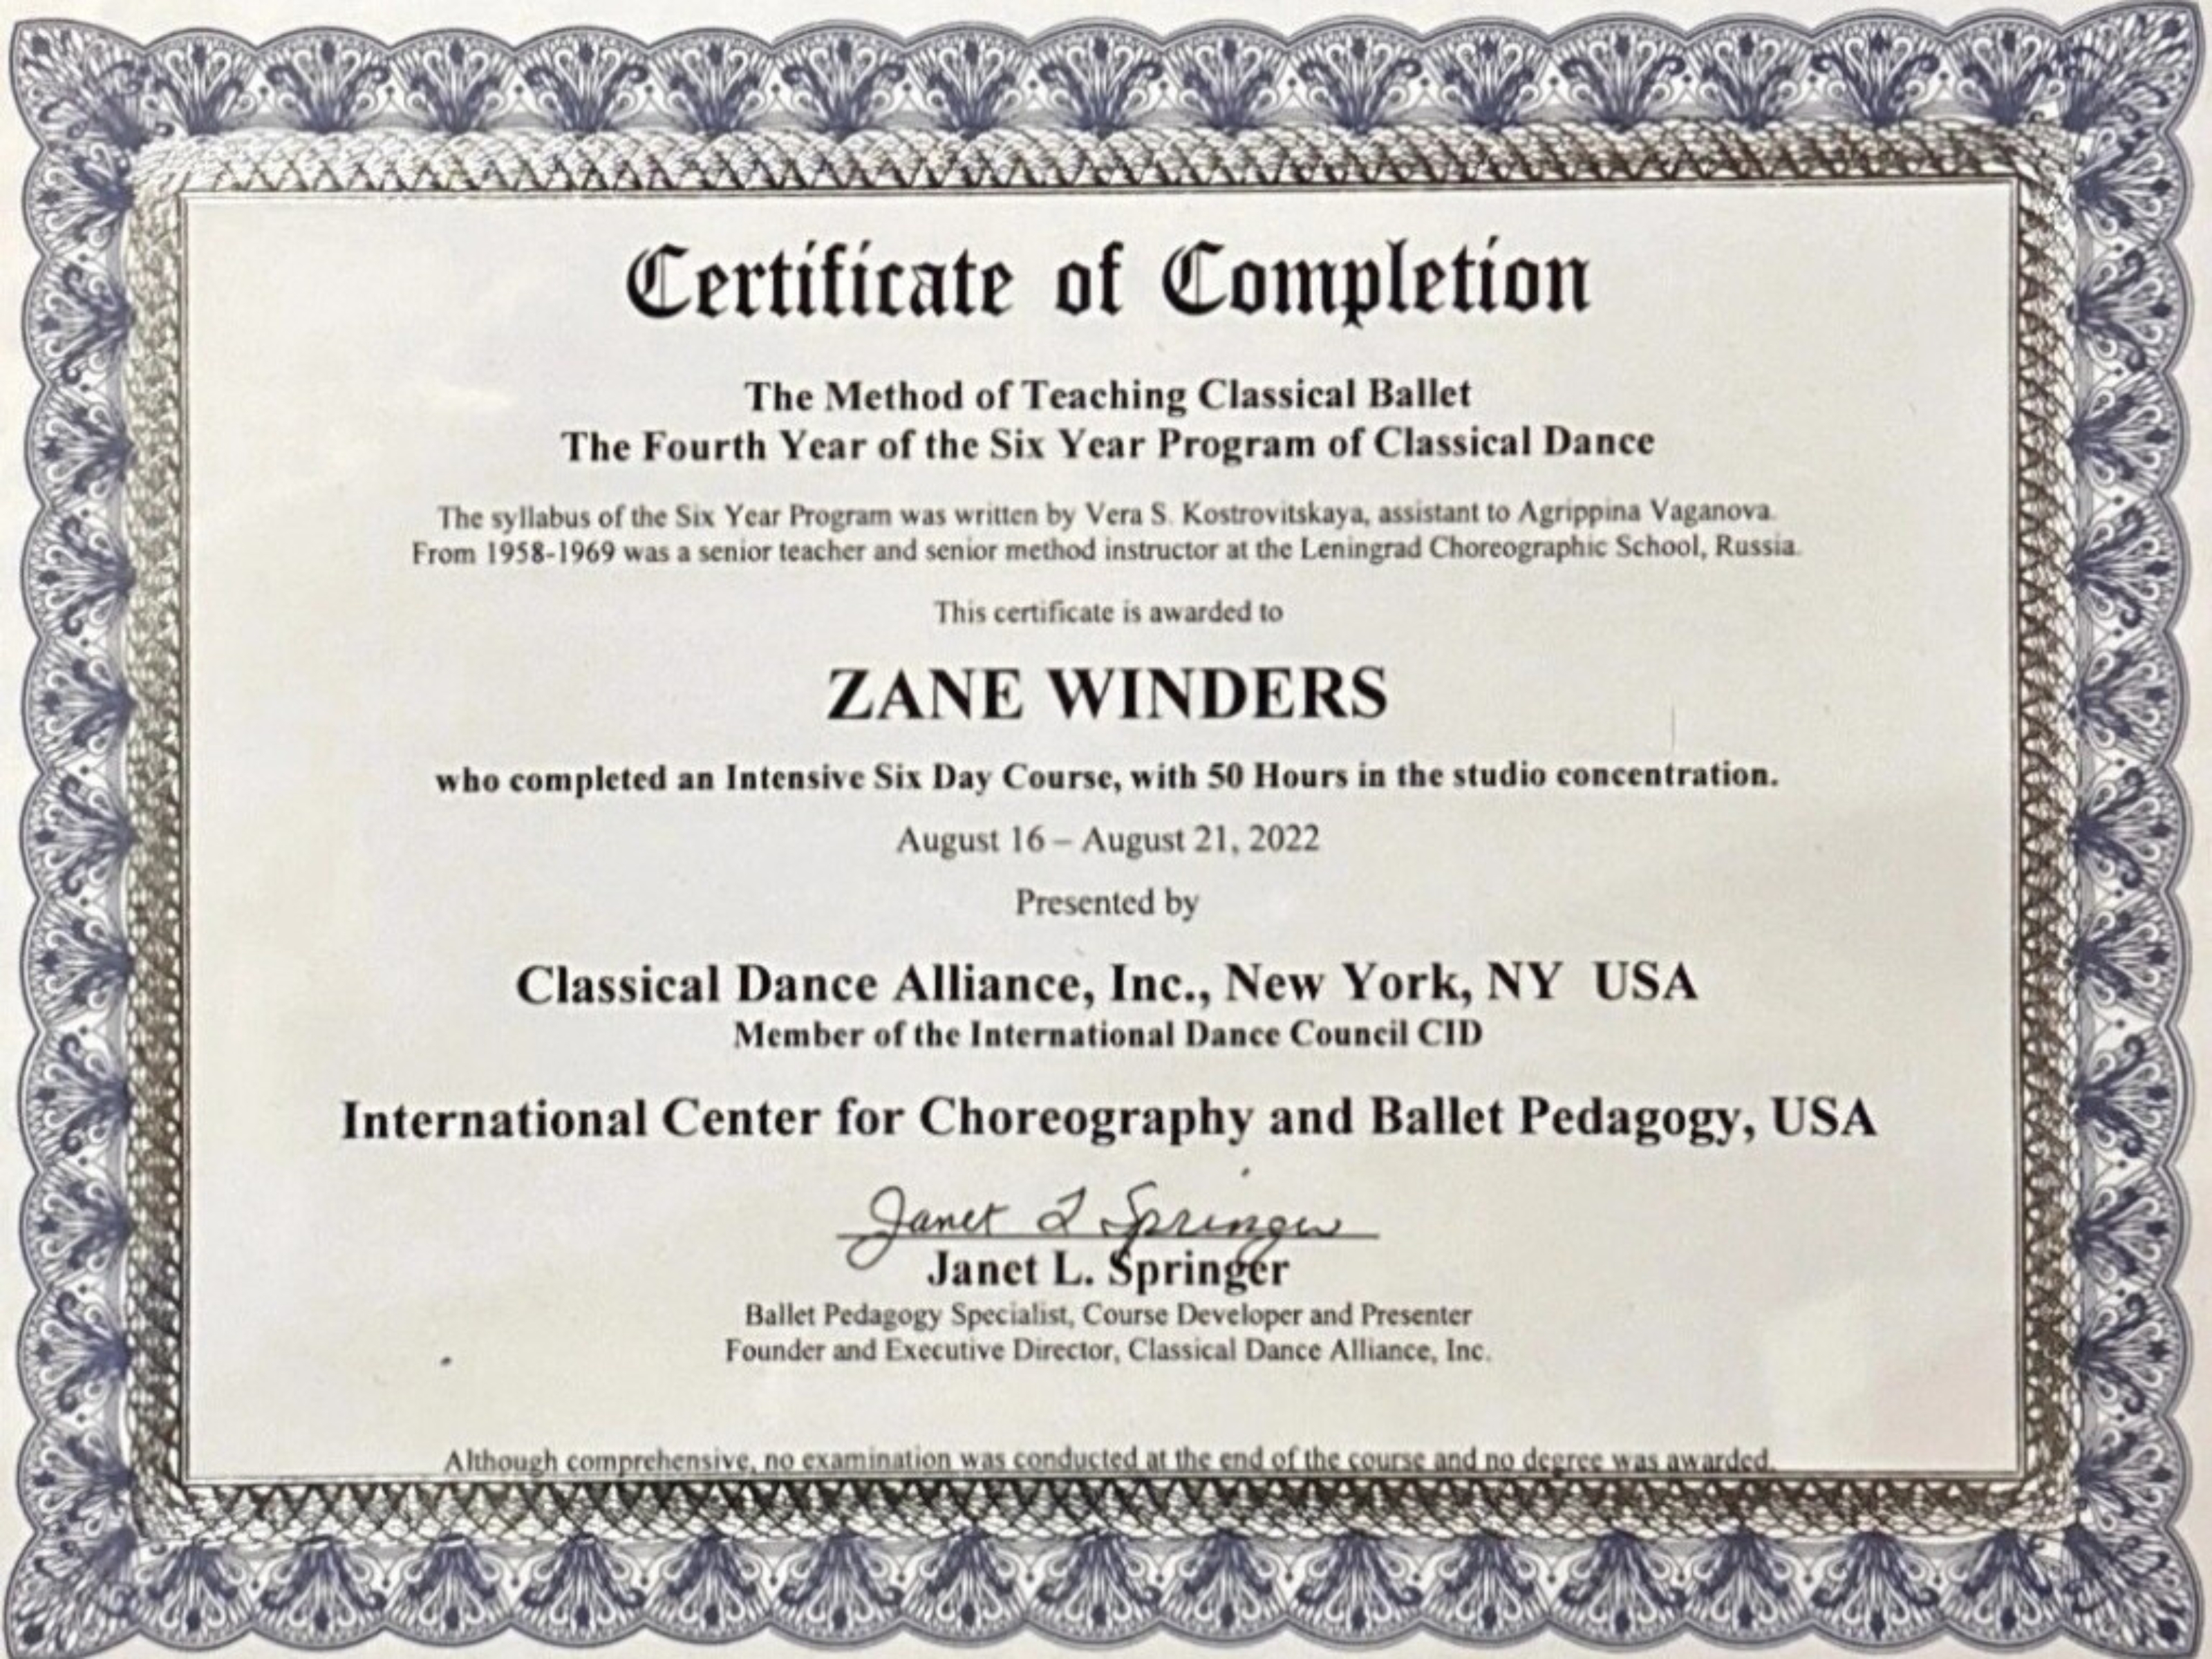 Certificate of Completion
The Method of Teaching Classical Ballet
The Fourth Year of the Six Year Program of Classical Dance
The syllabus of the Six Year Program was written by Vera S. Kostrovitskaya, assistant to Agrippina Vaganova.
From 1958-1969 was a senior teacher and senior method instructor at the Leningrad Choreographic School, Russia.
This certificate is awarded to
ZANE WINDERS
who completed an Intensive Six Day Course, with 50 Hours in the studio concentration.
August 16 – August 21, 2022
Presented by
Classical Dance Alliance, Inc., New York, NY USA
Member of the International Dance Council CID
International Center for Choreography and Ballet Pedagogy, USA
Janet L Springer
Janet L. Springer
Ballet Pedagogy Specialist, Course Developer and Presenter
Founder and Executive Director, Classical Dance Alliance, Inc.
Although comprehensive, no examination was conducted at the end of the course and no degree was awarded.